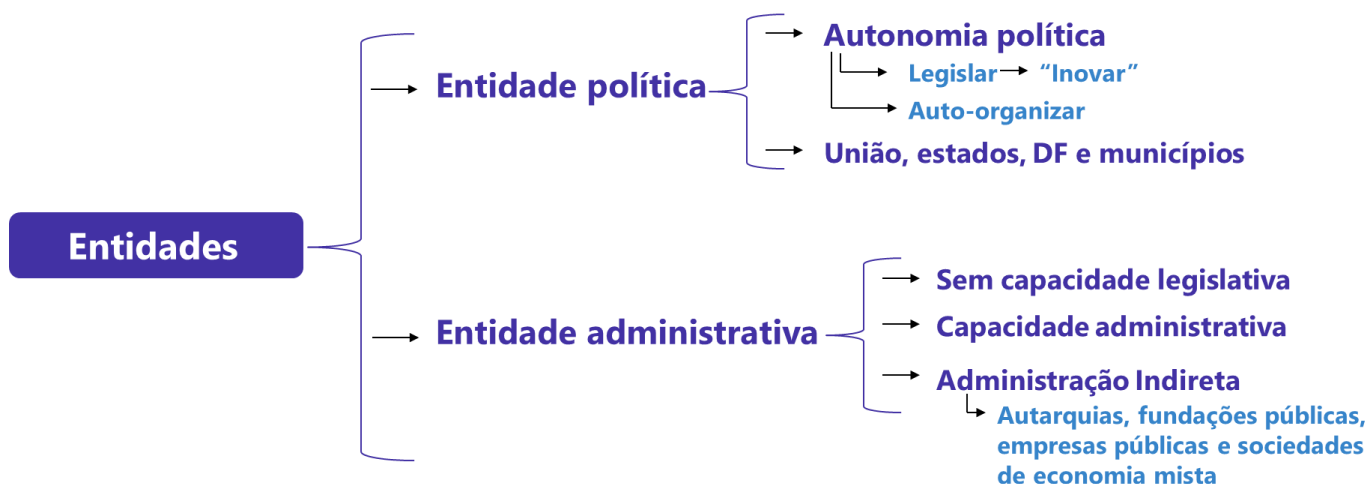 Entidades
Entidade política
Autonomia política
Legislar
“Inovar”
Auto-organizar
União, estados, DF e municípios
Entidade administrativa
Sem capacidade legislativa
Capacidade administrativa
Administração Indireta
Autarquias, fundações públicas,
empresas públicas e sociedades
de economia mista